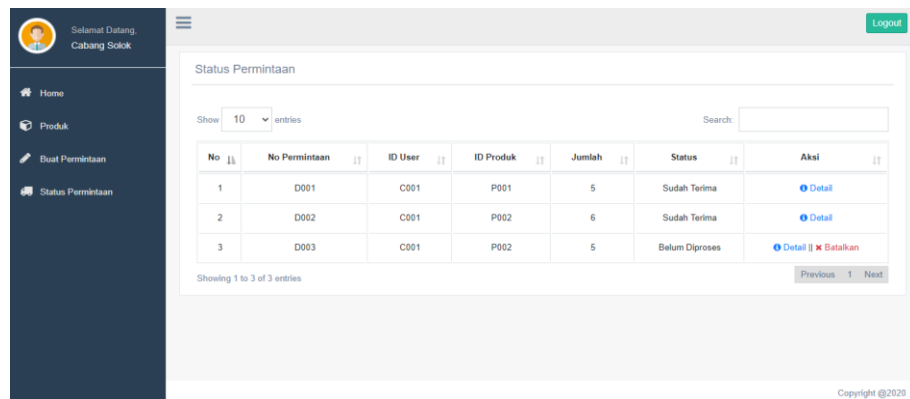 Selamat Datang,
Cabang Solok
Logout
Home
Produk
Buat Permintaan
Status Permintaan
Status Permintaan
Show 10 entries Search:
No No Permintaan ID User ID Produk Jumlah Status Aksi
1 D001 C001 P001 5 Sudah Terima Detail
2 D002 C001 P002 6 Sudah Terima Detail
3 D003 C001 P002 5 Belum Diproses Detail || Batalkan
Showing 1 to 3 of 3 entries Previous 1 Next
Copyright @2020